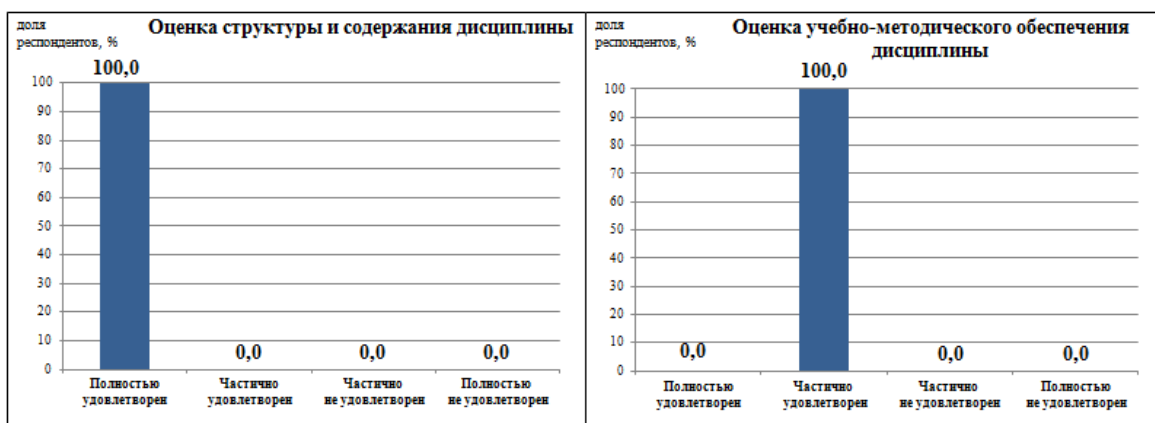 доля
респондентов, %
Оценка структуры и содержания дисциплины
100,0
100
90
80
70
60
50
40
30
20
10
0
0,0
0,0
0,0
Полностью
удовлетворен
Частично
удовлетворен
Частично
не удовлетворен
Полностью
не удовлетворен
доля
респондентов, %
Оценка учебно-методического обеспечения
дисциплины
100,0
100
90
80
70
60
50
40
30
20
10
0
0,0
0,0
0,0
Полностью
удовлетворен
Частично
удовлетворен
Частично
не удовлетворен
Полностью
не удовлетворен